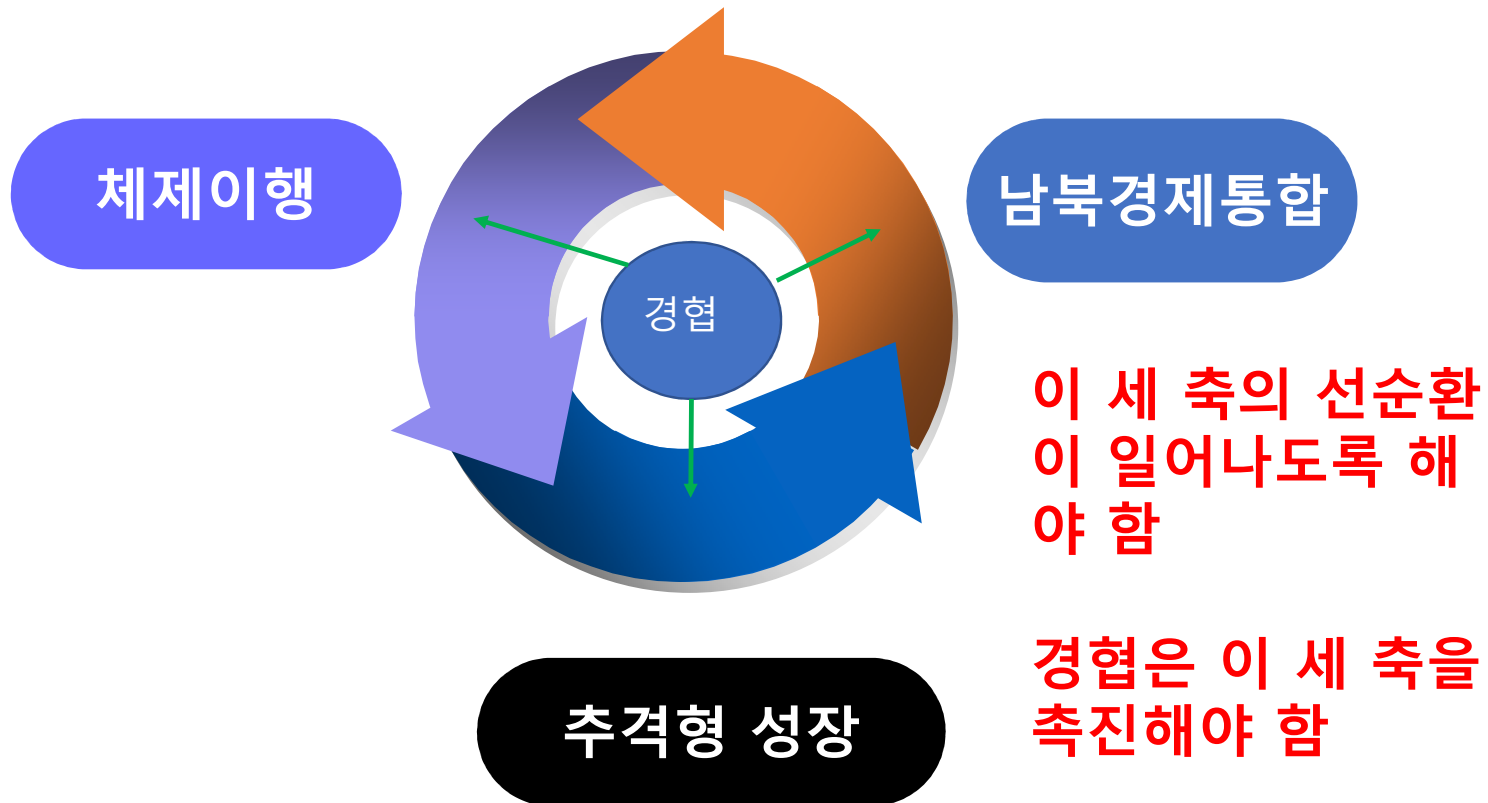 체제이행
남북경제통합
경협
이 세 축의 선순환
이 일어나도록 해
야 함
경협은 이 세 축을
촉진해야 함
추격형 성장